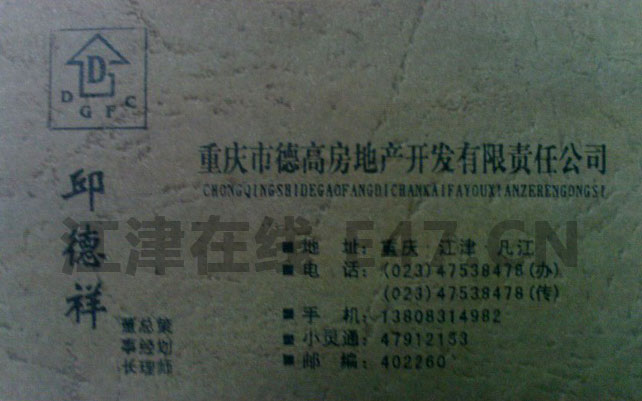 D
DGFC
重庆市德高房地产开发有限责任公司
CHONGQINGSHIDEGAOFANGDICHANKAIFAYOUXIANZERENGONGSI
邱德祥
董事长
总经理
策划师
江津在线 E47.CN
■ 地 址：重庆·江津·几江
■ 电 话：(023)47538478(办)
(023)47538478(传)
■ 手 机：13808314982
■ 小灵通：47912153
■ 邮 编：402260